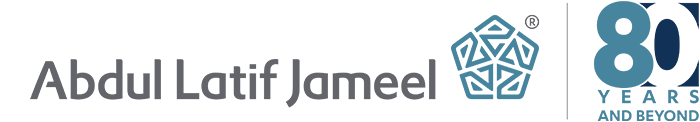 Abdul Latif Jameel ®
80
YEARS
AND BEYOND